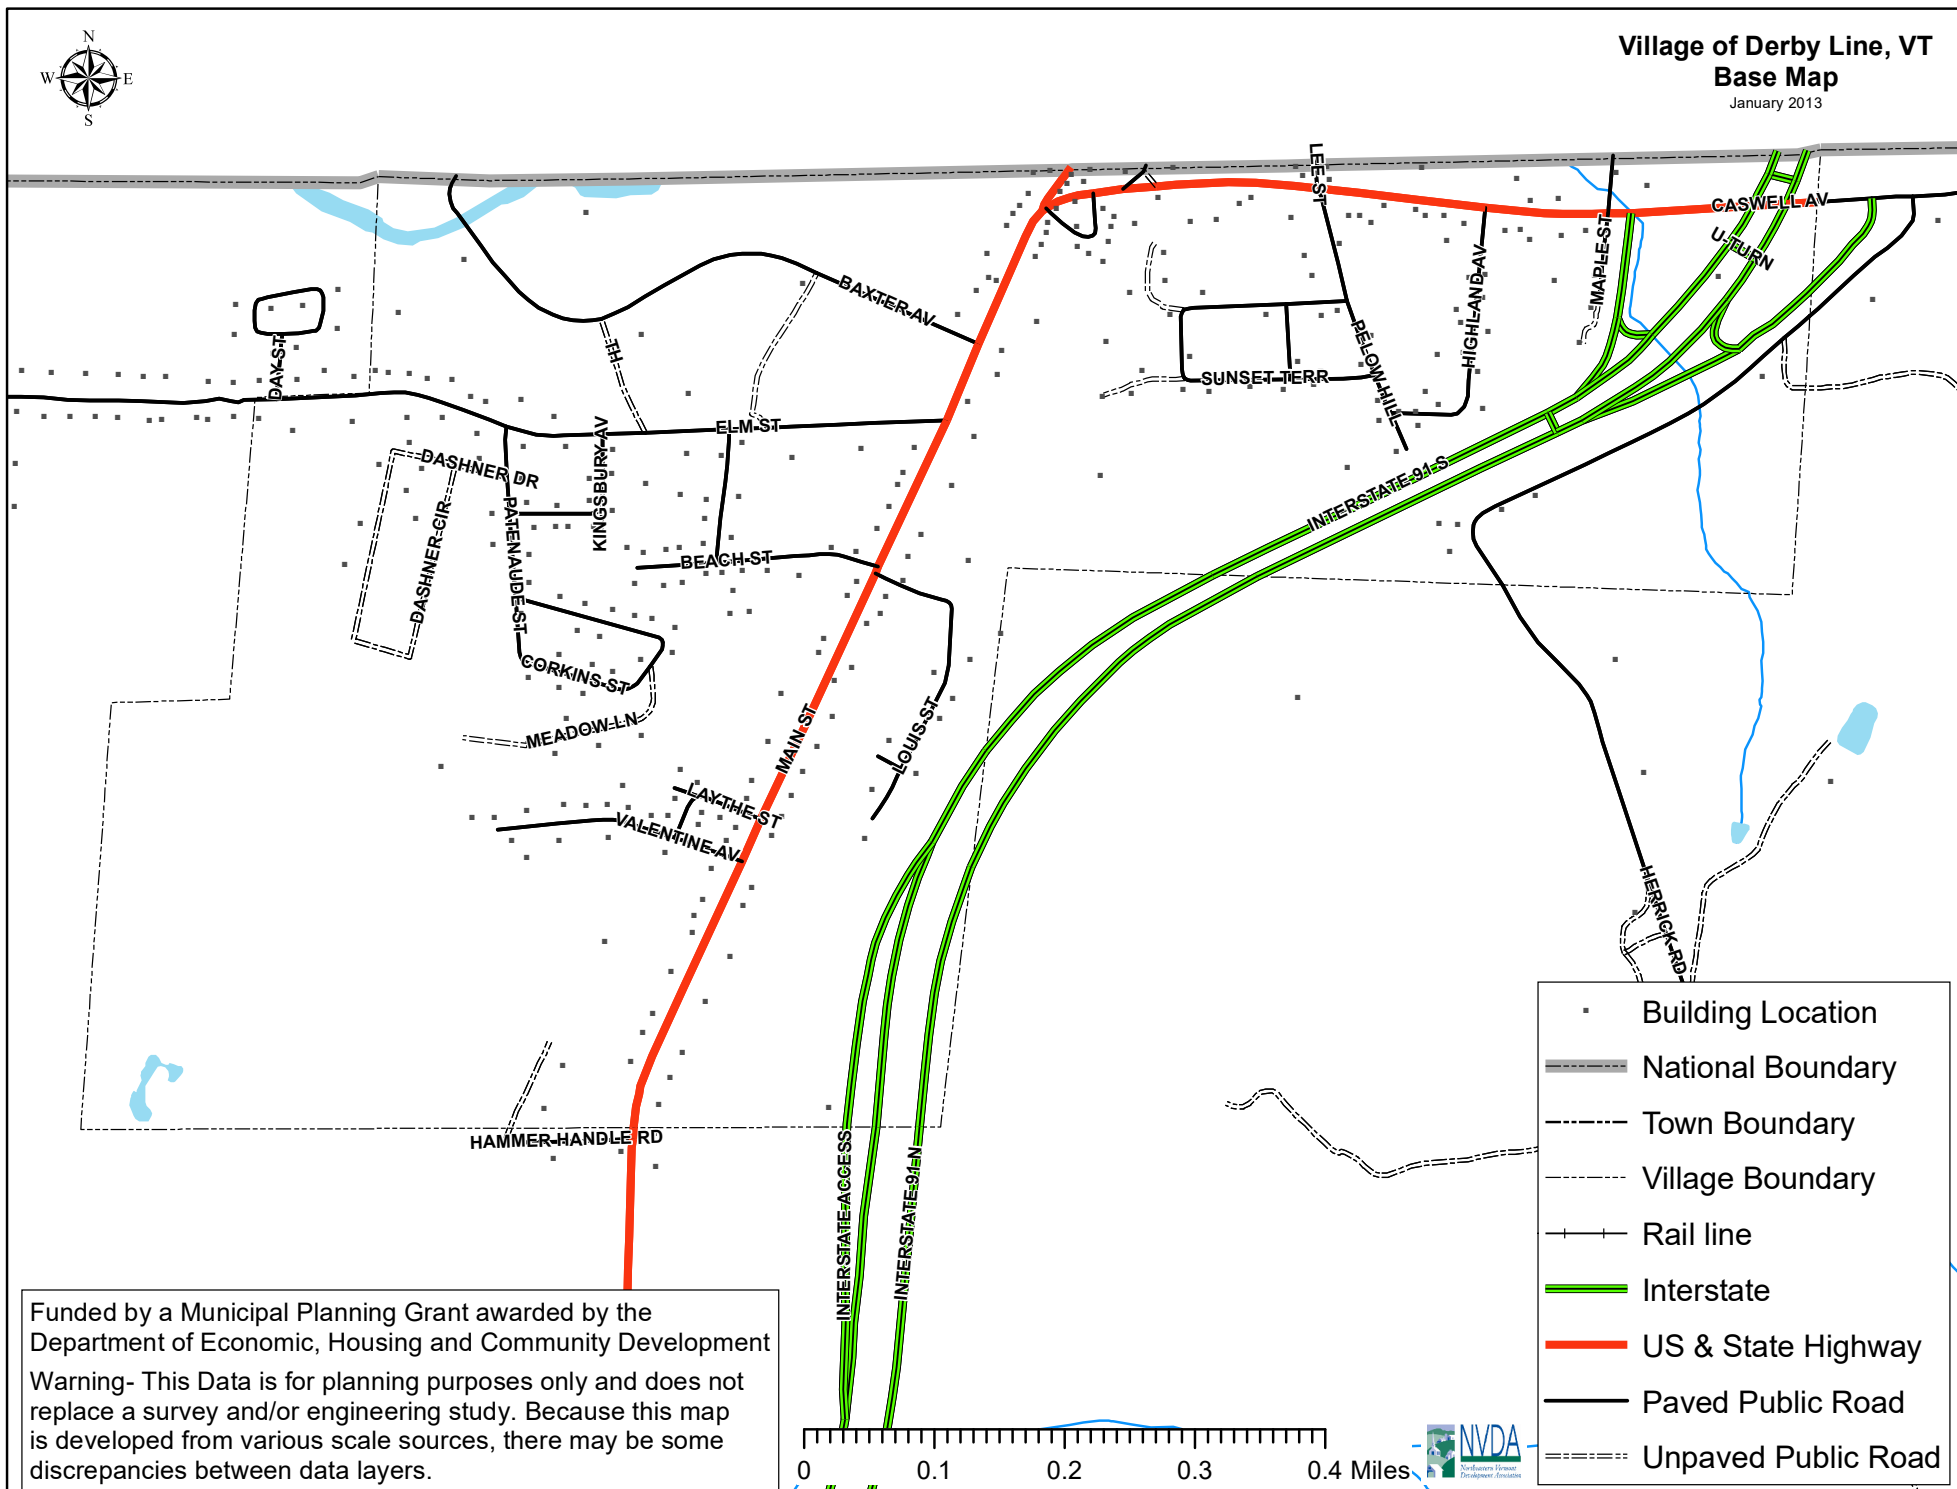 N
W
E
S
Village of Derby Line, VT
Base Map
January 2013
LEE ST
CASWELL AV
U-TURN
MAPLE ST
HIGHLAND AV
BAXTER AV
TH
DAY ST
PELOW HILL
SUNSET TERR
ELM ST
KINGSBURY AV
DASHNER DR
DASHNER CIR
PATENAUDE ST
INTERSTATE 91 S
BEACH ST
CORKINS ST
MEADOW LN
MAIN ST
LOUIS ST
LAYTHE ST
VALENTINE AV
HERRICK RD
HAMMER HANDLE RD
INTERSTATE ACCESS
INTERSTATE 91 N
Building Location
National Boundary
Town Boundary
Village Boundary
Rail line
Interstate
US & State Highway
Paved Public Road
Unpaved Public Road
Funded by a Municipal Planning Grant awarded by the
Department of Economic, Housing and Community Development
Warning- This Data is for planning purposes only and does not
replace a survey and/or engineering study. Because this map
is developed from various scale sources, there may be some
discrepancies between data layers.
0 0.1 0.2 0.3 0.4 Miles
NVDA
Northeastern Vermont
Development Association